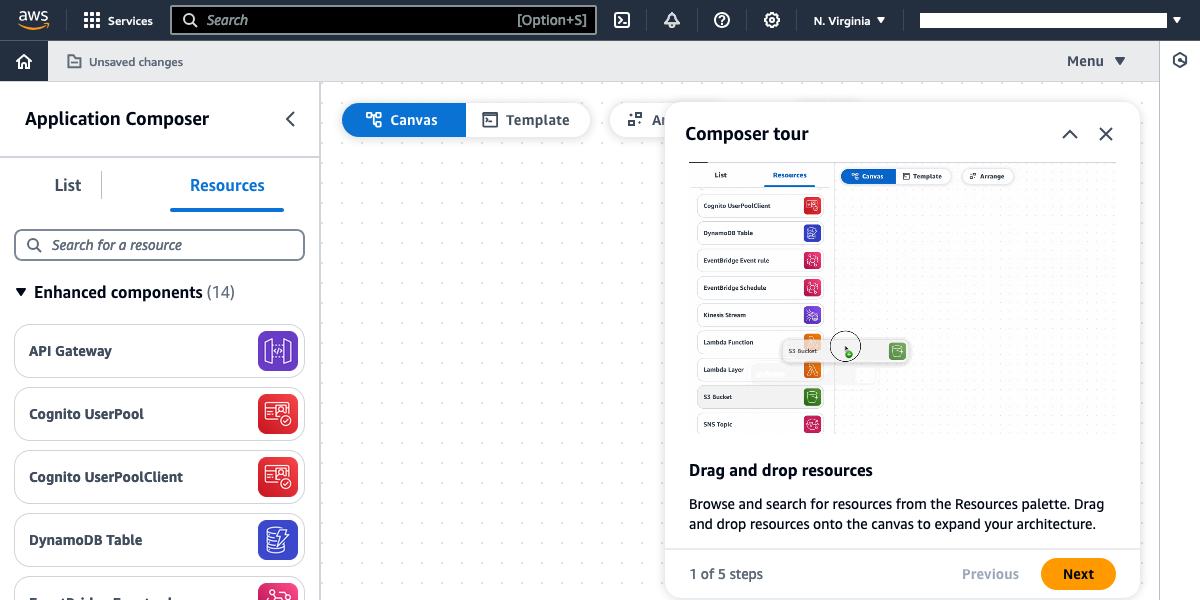 aws
Services
Search
[Option+S]
N. Virginia
Unsaved changes
Menu
Application Composer
List
Resources
Search for a resource
Enhanced components (14)
API Gateway
Cognito UserPool
Cognito UserPoolClient
DynamoDB Table
Canvas
Template
Composer tour
List
Resources
Canvas
Template
Arrange
Cognito UserPoolClient
DynamoDB Table
EventBridge Event rule
EventBridge Schedule
Kinesis Stream
Lambda Function
S3 Bucket
Lambda Layer
S3 Bucket
SNS Topic
Drag and drop resources
Browse and search for resources from the Resources palette. Drag
and drop resources onto the canvas to expand your architecture.
1 of 5 steps
Previous
Next